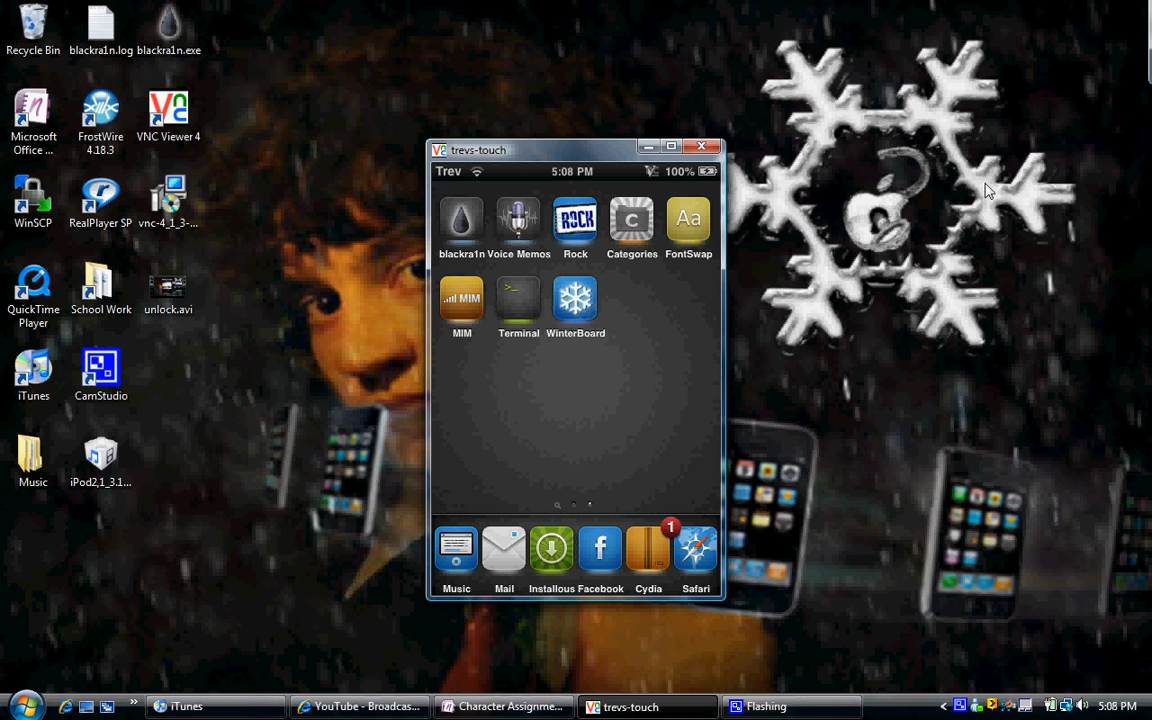 Recycle Bin
blackra1n.log
blackra1n.exe
Microsoft
Office ...
FrostWire
4.18.3
VNC Viewer 4
WinSCP
RealPlayer SP
vnc-4_1_3-...
QuickTime
Player
School Work
unlock.avi
iTunes
CamStudio
Music
iPod2,1_3.1...
trevs-touch
Trev
5:08 PM
100%
ROCK
C
Aa
blackra1n
Voice Memos
Rock
Categories
FontSwap
MIM
>_
MIM
Terminal
WinterBoard
f
1
Music
Mail
Installous
Facebook
Cydia
Safari
iTunes
YouTube - Broadcas...
Character Assignme...
trevs-touch
Flashing
5:08 PM